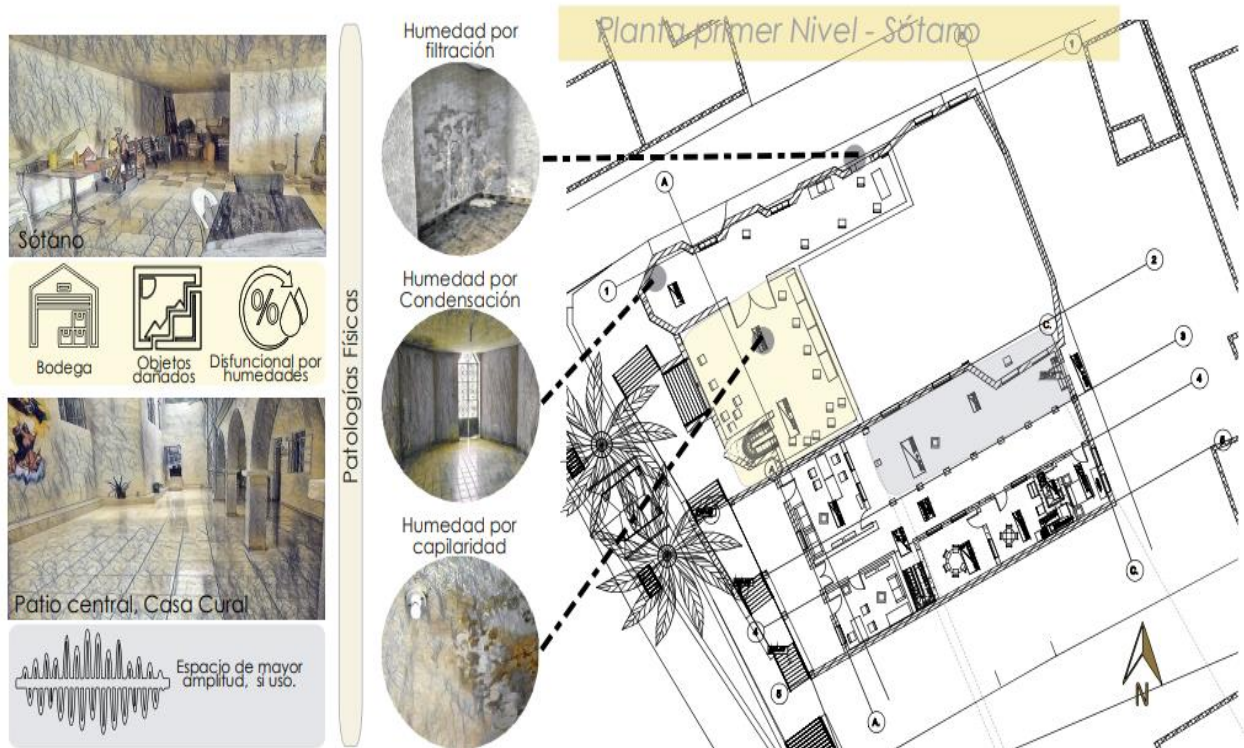 Planta primer Nivel - Sótano
Sótano
Bodega
Objetos
dañados
Disfuncional por
humedades
Patio central, Casa Cural
Espacio de mayor
amplitud, si uso.
Patologías Físicas
Humedad por
filtración
Humedad por
Condensación
Humedad por
capilaridad
1
A
1
2
C.
3
4
5
A.
C.
N